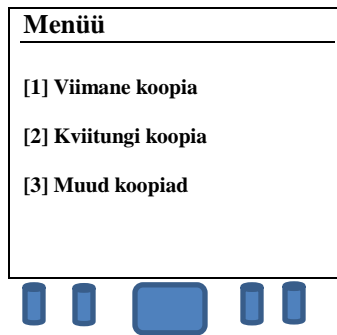 Menüü
[1] Viimane koopia
[2] Kviitungi koopia
[3] Muud koopiad